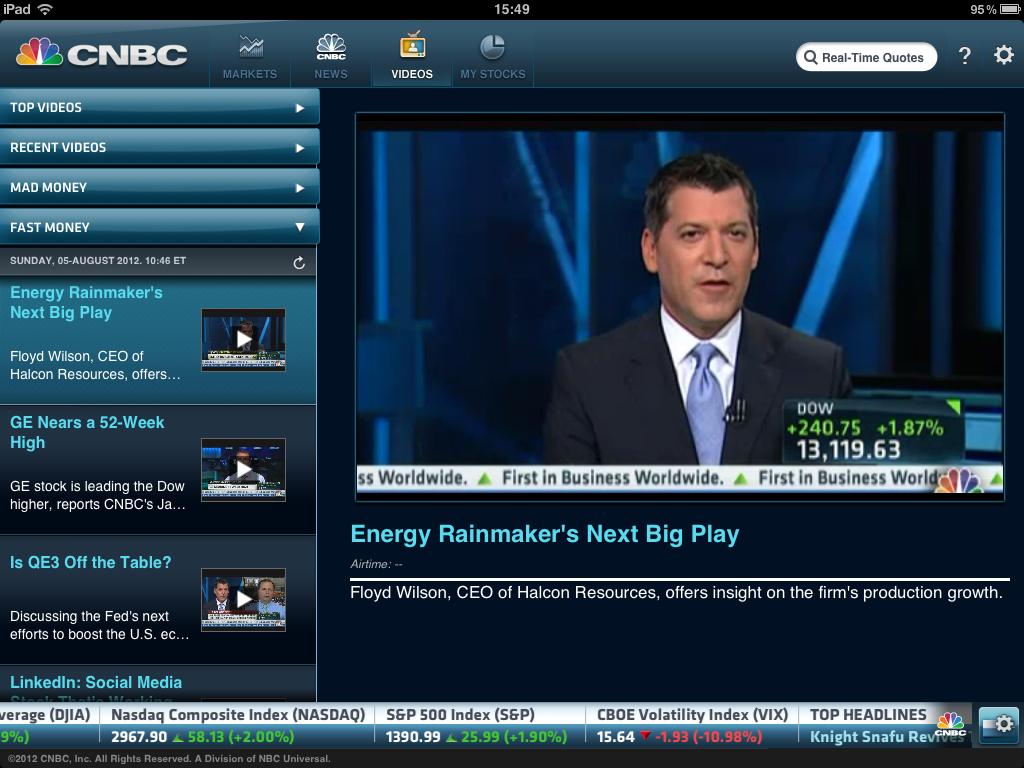 iPad
15:49
95%
CNBC
MARKETS
CNBC
NEWS
VIDEOS
MY STOCKS
Real-Time Quotes
?
TOP VIDEOS
RECENT VIDEOS
MAD MONEY
FAST MONEY
SUNDAY, 05-AUGUST 2012. 10:46 ET
Energy Rainmaker's
Next Big Play
Floyd Wilson, CEO of
Halcon Resources, offers…
GE Nears a 52-Week
High
GE stock is leading the Dow
higher, reports CNBC's Ja…
Is QE3 Off the Table?
Discussing the Fed's next
efforts to boost the U.S. ec…
LinkedIn: Social Media
Stock That's Working
DOW
+240.75 +1.87%
13,119.63
ss Worldwide. First in Business Worldwide. First in Business World
Energy Rainmaker's Next Big Play
Airtime: --
Floyd Wilson, CEO of Halcon Resources, offers insight on the firm's production growth.
verage (DJIA) Nasdaq Composite Index (NASDAQ) S&P 500 Index (S&P) CBOE Volatility Index (VIX) TOP HEADLINES
9%) 2967.90 58.13 (+2.00%) 1390.99 25.99 (+1.90%) 15.64 -1.93 (-10.98%) Knight Snafu Revives
CNBC
©2012 CNBC, Inc. All Rights Reserved. A Division of NBC Universal.